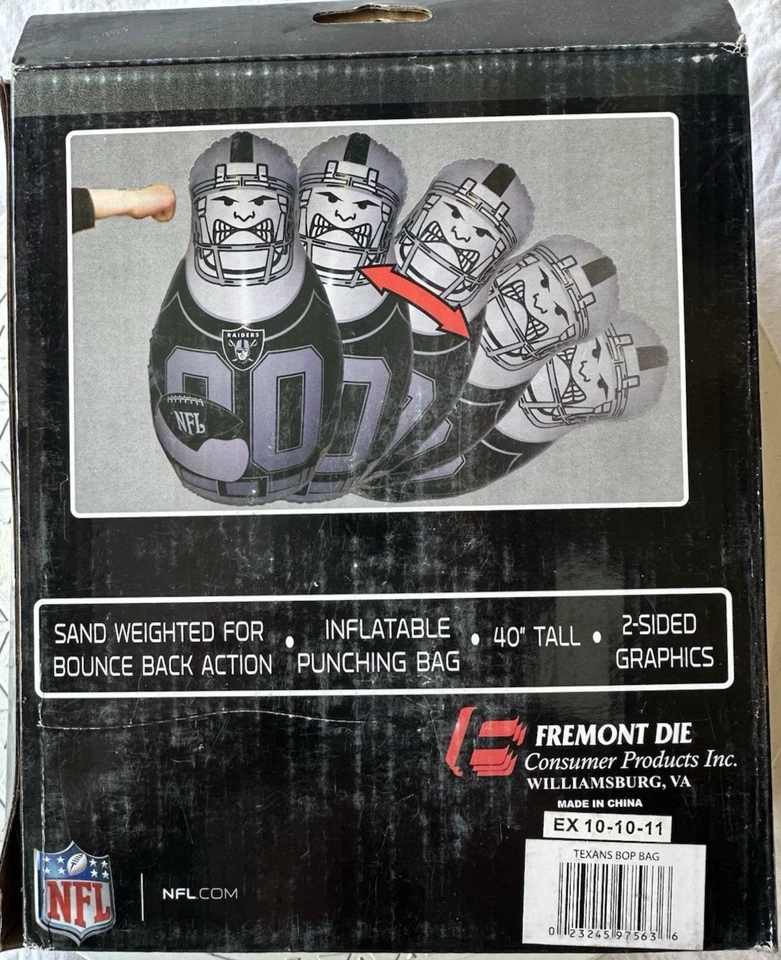 RAIDERS
00
NFL
SAND WEIGHTED FOR
BOUNCE BACK ACTION
•
INFLATABLE
PUNCHING BAG
•
40" TALL
•
2-SIDED
GRAPHICS
FREMONT DIE
Consumer Products Inc.
WILLIAMSBURG, VA
MADE IN CHINA
EX 10-10-11
TEXANS BOP BAG
0 23245 97563 6
NFL
NFL.COM